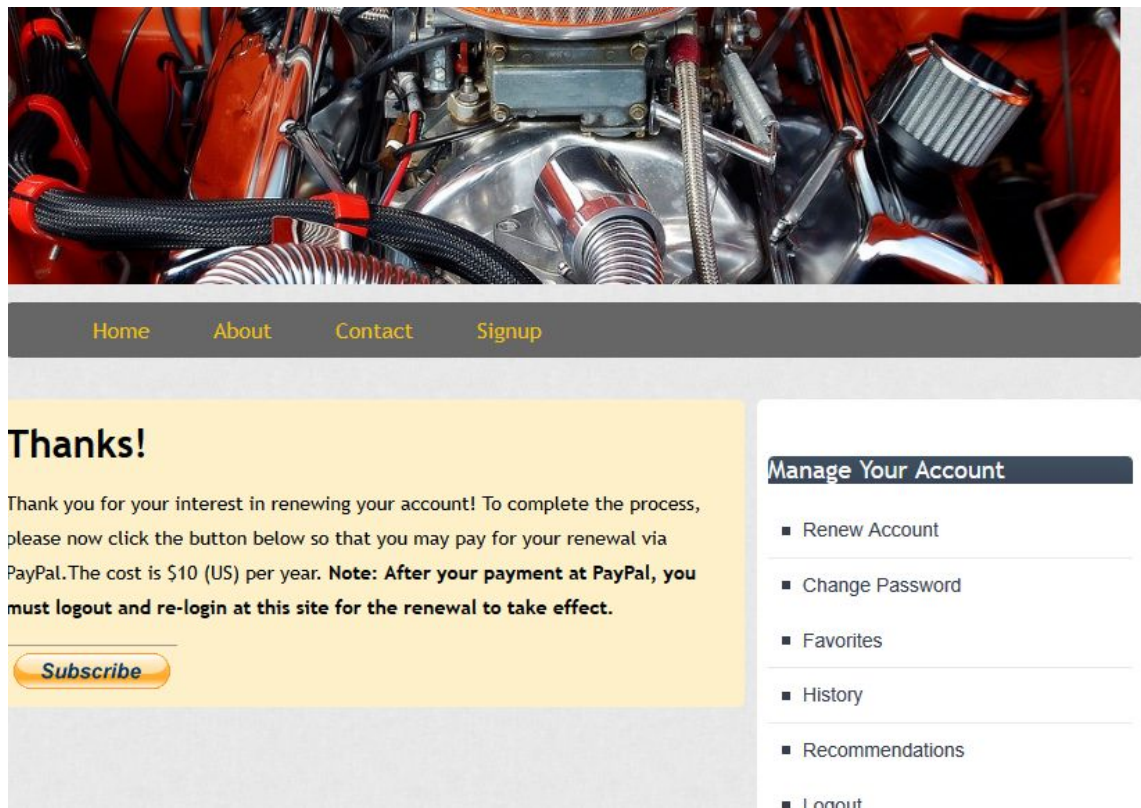 Home About Contact Signup
Thanks!
Thank you for your interest in renewing your account! To complete the process,
please now click the button below so that you may pay for your renewal via
PayPal.The cost is $10 (US) per year. Note: After your payment at PayPal, you
must logout and re-login at this site for the renewal to take effect.
Subscribe
Manage Your Account
Renew Account
Change Password
Favorites
History
Recommendations
Logout